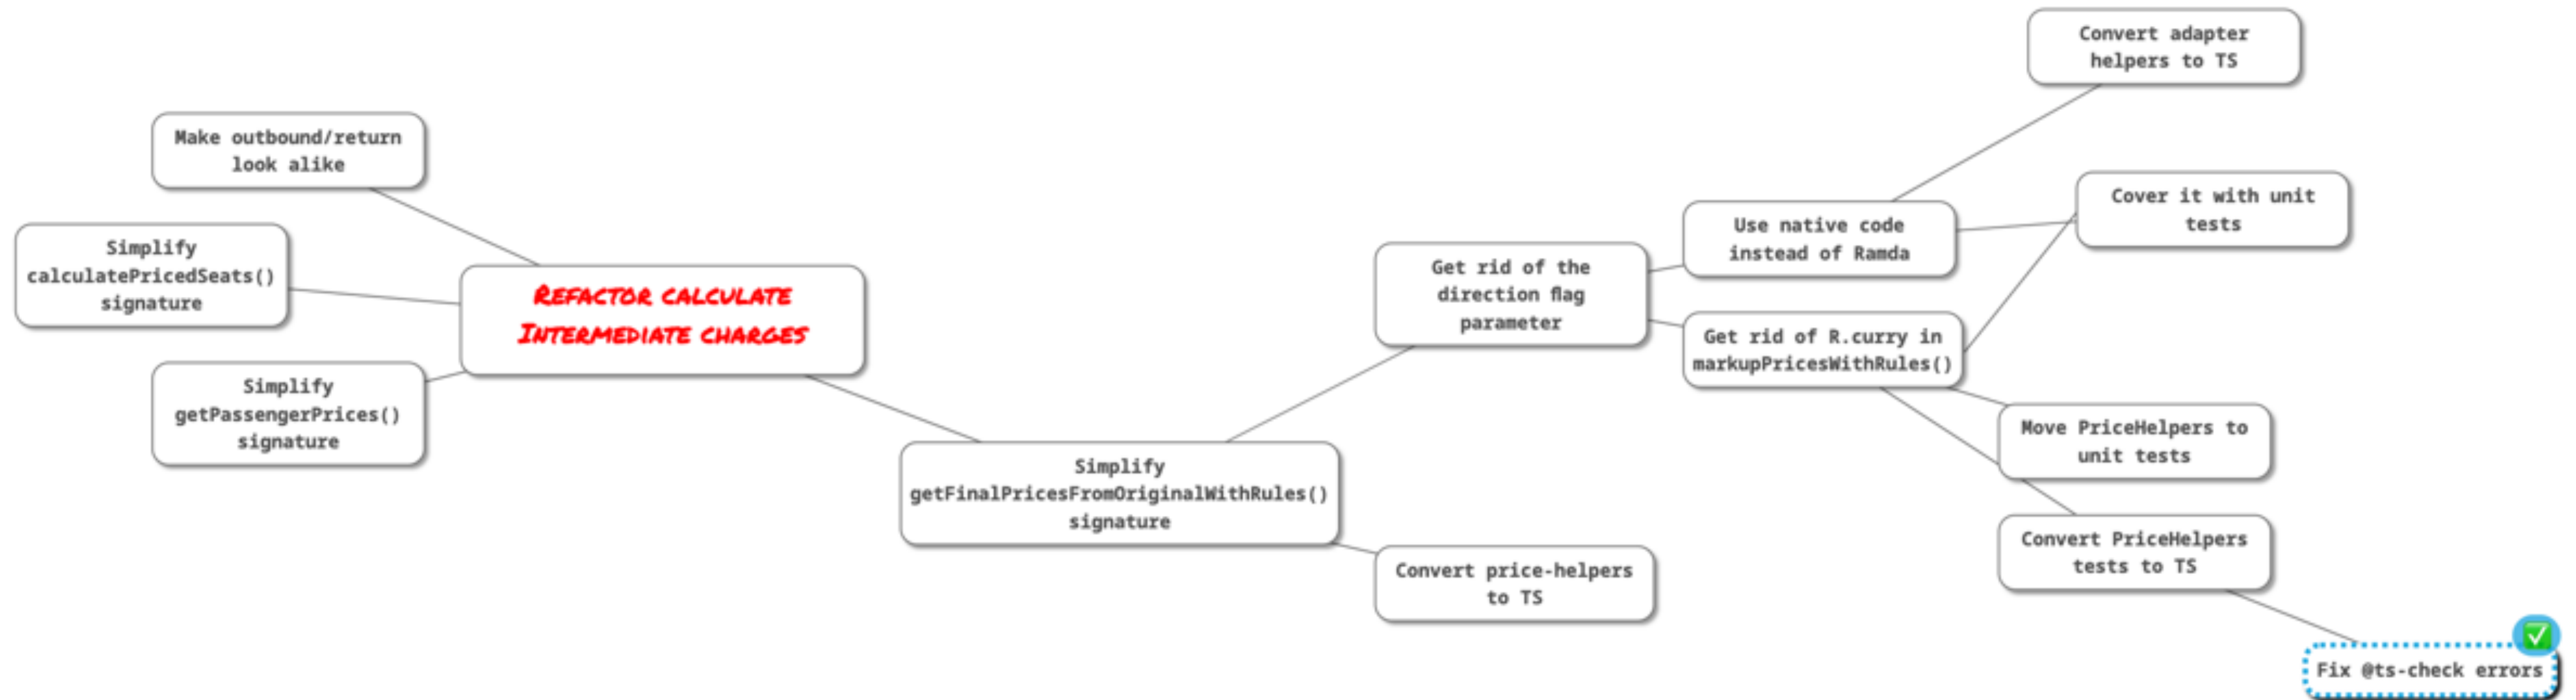 Convert adapter
helpers to TS
Make outbound/return
look alike
Cover it with unit
tests
Use native code
instead of Ramda
Simplify
calculatePricedSeats()
signature
Get rid of the
direction flag
parameter
REFACTOR CALCULATE
INTERMEDIATE CHARGES
Get rid of R.curry in
markupPricesWithRules()
Simplify
getPassengerPrices()
signature
Move PriceHelpers to
unit tests
Simplify
getFinalPricesFromOriginalWithRules()
signature
Convert PriceHelpers
tests to TS
Convert price-helpers
to TS
Fix @ts-check errors